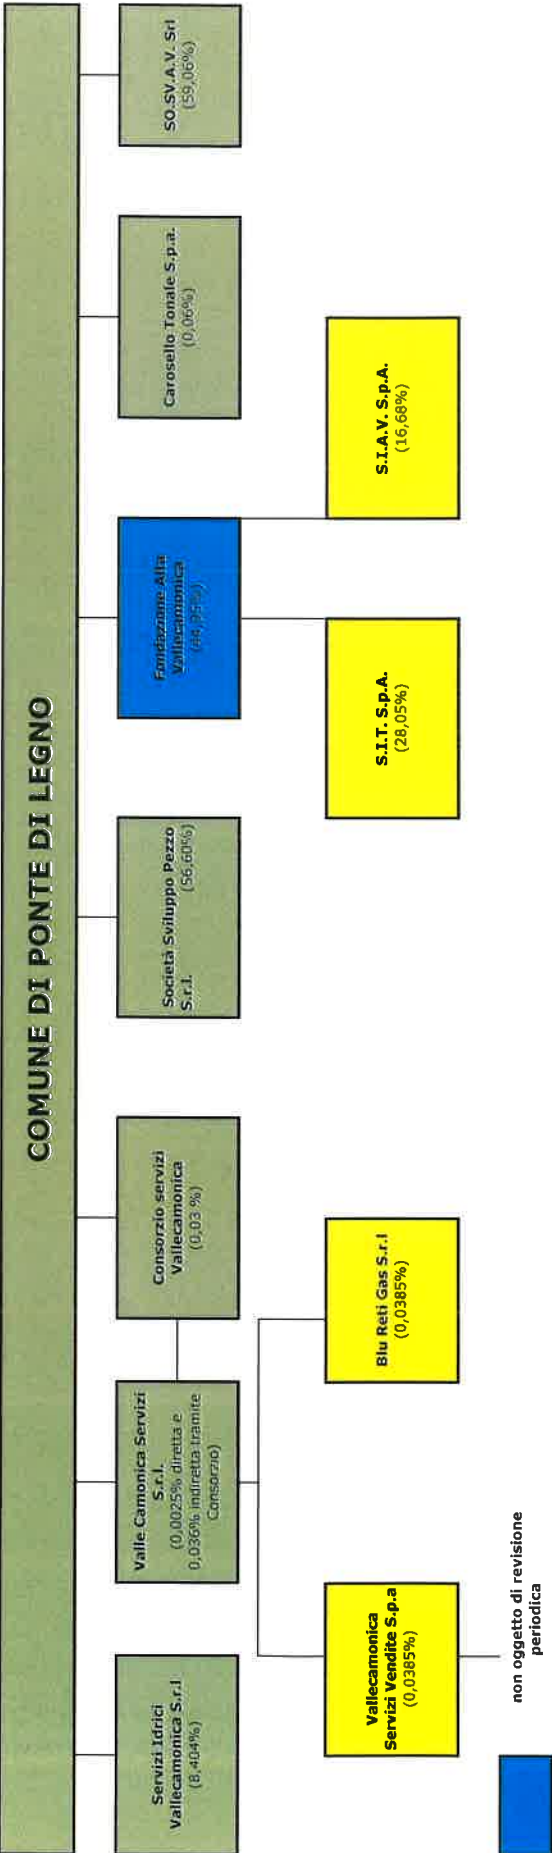 COMUNE DI PONTE DI LEGNO
Servizi Idrici
Vallecamonica S.r.l
(8,404%)
Valle Camonica Servizi
S.r.l.
(0,0025% diretta e
0,036% indiretta tramite
Consorzio)
Consorzio servizi
Vallecamonica
(0,03 %)
Società Sviluppo Pezzo
S.r.l. (56,60%)
Fondazione Alta
Vallecamonica
(44,95%)
Carosello Tonale S.p.a.
(0,06%)
SO.SV.A.V. Srl
(59,06%)
Vallecamonica
Servizi Vendite S.p.a
(0,0385%)
Blu Reti Gas S.r.l
(0,0385%)
S.I.T. S.p.A.
(28,05%)
S.I.A.V. S.p.A.
(16,68%)
non oggetto di revisione
periodica